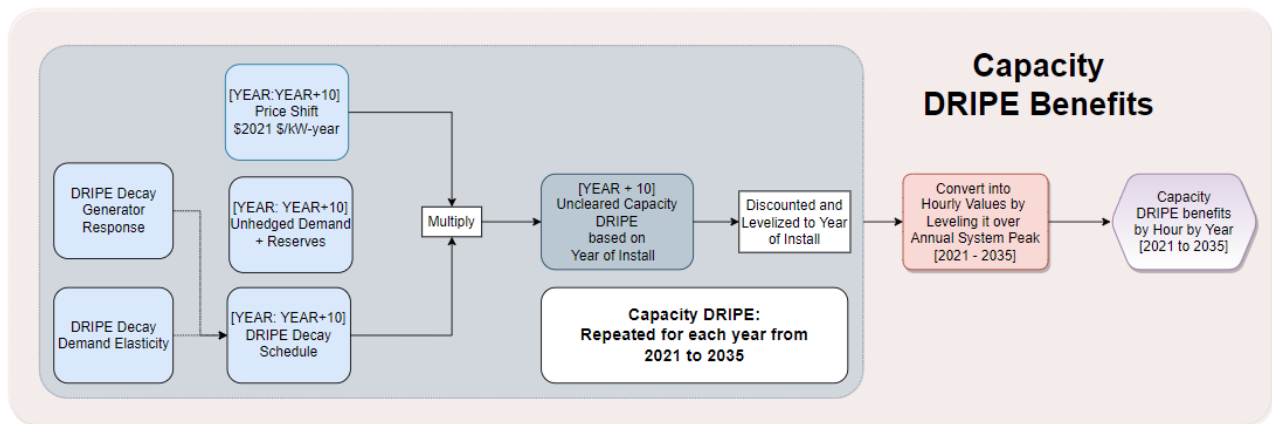 Capacity
DRIPE Benefits
[YEAR:YEAR+10]
Price Shift
$2021 $/kW-year
DRIPE Decay
Generator
Response
[YEAR: YEAR+10]
Unhedged Demand
+ Reserves
DRIPE Decay
Demand Elasticity
[YEAR: YEAR+10]
DRIPE Decay
Schedule
Multiply
[YEAR + 10]
Uncleared Capacity
DRIPE
based on
Year of Install
Discounted and
Levelized to Year
of Install
Capacity DRIPE:
Repeated for each year from
2021 to 2035
Convert into
Hourly Values by
Leveling it over
Annual System Peak
[2021 - 2035]
Capacity
DRIPE benefits
by Hour by Year
[2021 to 2035]